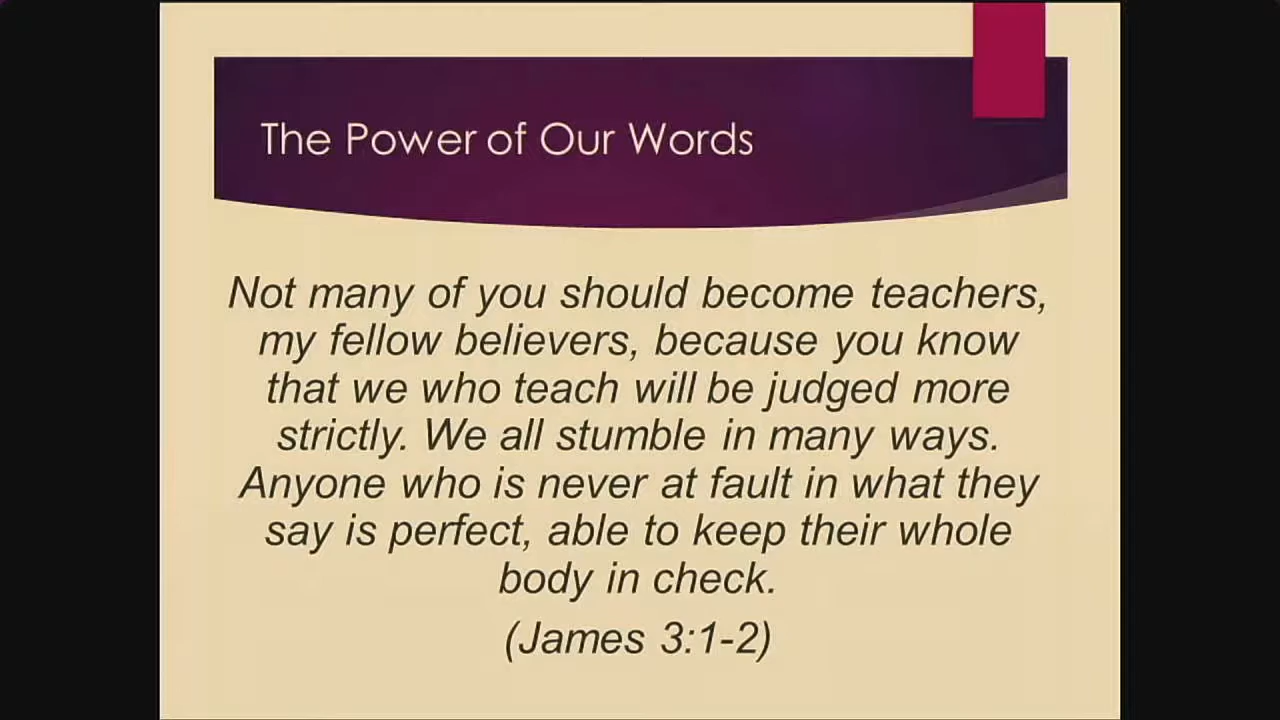 The Power of Our Words
Not many of you should become teachers,
my fellow believers, because you know
that we who teach will be judged more
strictly. We all stumble in many ways.
Anyone who is never at fault in what they
say is perfect, able to keep their whole
body in check.
(James 3:1-2)